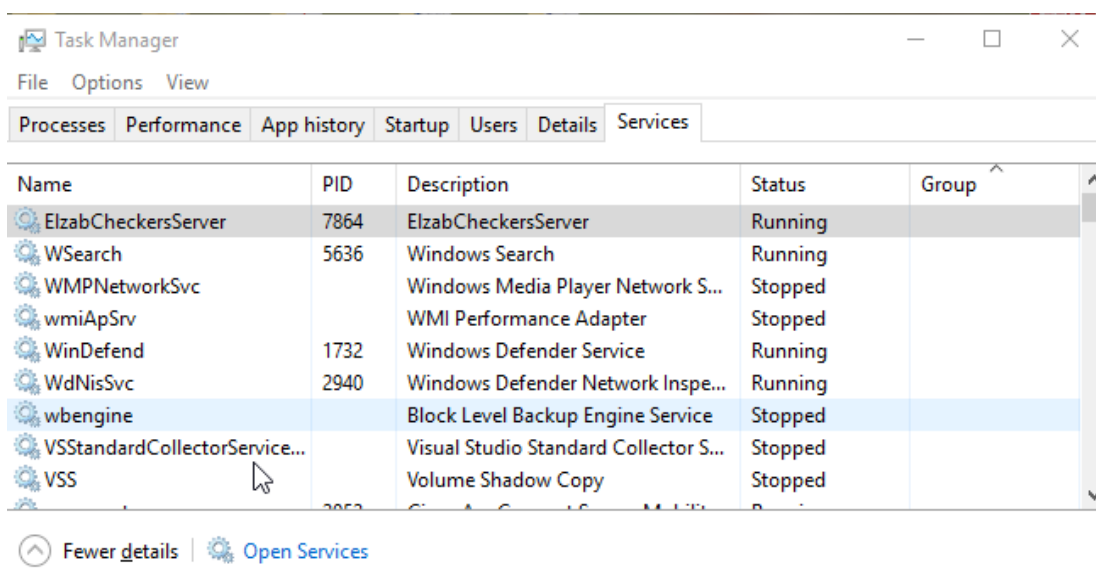 Task Manager
File Options View
Processes Performance App history Startup Users Details Services
Name PID Description Status Group
ElzabCheckersServer 7864 ElzabCheckersServer Running
WSearch 5636 Windows Search Running
WMPNetworkSvc Windows Media Player Network S... Stopped
wmiApSrv WMI Performance Adapter Stopped
WinDefend 1732 Windows Defender Service Running
WdNisSvc 2940 Windows Defender Network Inspe... Running
wbengine Block Level Backup Engine Service Stopped
VSStandardCollectorService... Visual Studio Standard Collector S... Stopped
VSS Volume Shadow Copy Stopped
Fewer details Open Services